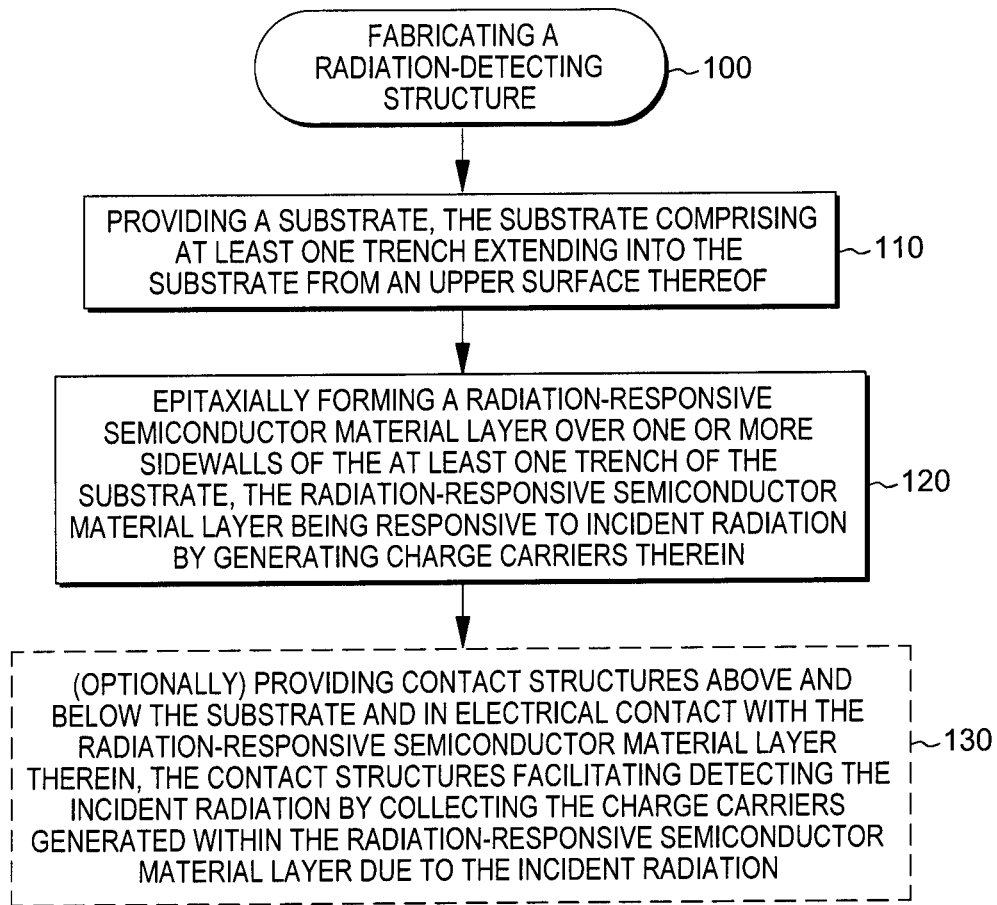 FABRICATING A
RADIATION-DETECTING
STRUCTURE
100
PROVIDING A SUBSTRATE, THE SUBSTRATE COMPRISING
AT LEAST ONE TRENCH EXTENDING INTO THE
SUBSTRATE FROM AN UPPER SURFACE THEREOF
110
EPITAXIALLY FORMING A RADIATION-RESPONSIVE
SEMICONDUCTOR MATERIAL LAYER OVER ONE OR MORE
SIDEWALLS OF THE AT LEAST ONE TRENCH OF THE
SUBSTRATE, THE RADIATION-RESPONSIVE SEMICONDUCTOR
MATERIAL LAYER BEING RESPONSIVE TO INCIDENT RADIATION
BY GENERATING CHARGE CARRIERS THEREIN
120
(OPTIONALLY) PROVIDING CONTACT STRUCTURES ABOVE AND
BELOW THE SUBSTRATE AND IN ELECTRICAL CONTACT WITH THE
RADIATION-RESPONSIVE SEMICONDUCTOR MATERIAL LAYER
THEREIN, THE CONTACT STRUCTURES FACILITATING DETECTING THE
INCIDENT RADIATION BY COLLECTING THE CHARGE CARRIERS
GENERATED WITHIN THE RADIATION-RESPONSIVE SEMICONDUCTOR
MATERIAL LAYER DUE TO THE INCIDENT RADIATION
130